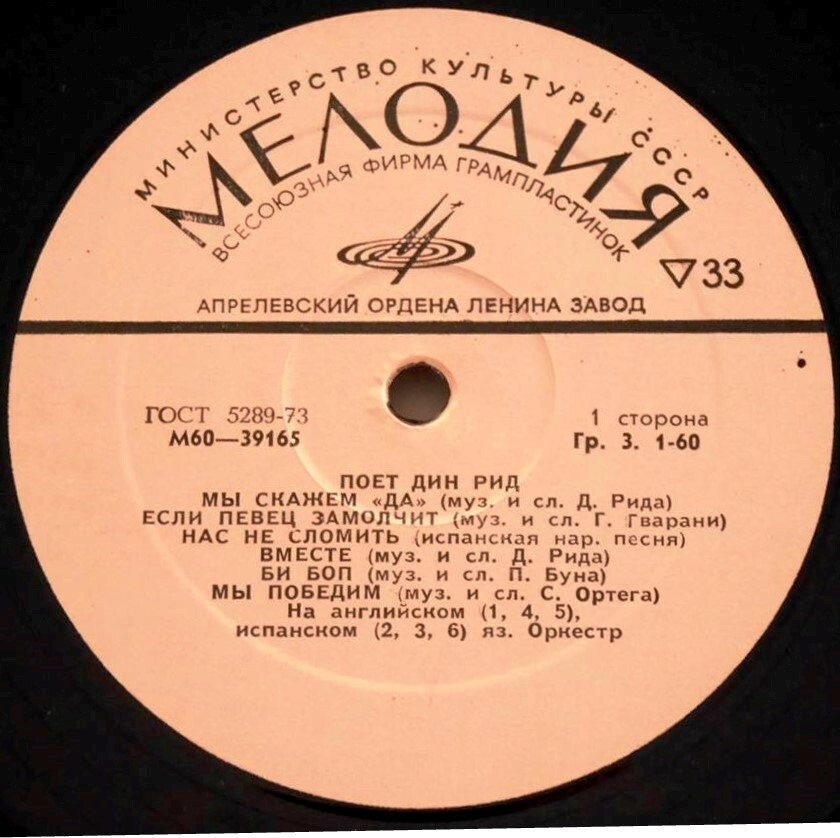 МИНИСТЕРСТВО КУЛЬТУРЫ СССР
МЕЛОДИЯ
ВСЕСОЮЗНАЯ ФИРМА ГРАМПЛАСТИНОК
33
АПРЕЛЕВСКИЙ ОРДЕНА ЛЕНИНА ЗАВОД
ГОСТ 5289-73
М60—39165
1 сторона
Гр. 3. 1-60
ПОЕТ ДИН РИД
МЫ СКАЖЕМ «ДА» (муз. и сл. Д. Рида)
ЕСЛИ ПЕВЕЦ ЗАМОЛЧИТ (муз. и сл. Г. Гварани)
НАС НЕ СЛОМИТЬ (испанская нар. песня)
ВМЕСТЕ (муз. и сл. Д. Рида)
БИ БОП (муз. и сл. П. Буна)
МЫ ПОБЕДИМ (муз. и сл. С. Ортега)
На английском (1, 4, 5),
испанском (2, 3, 6) яз. Оркестр